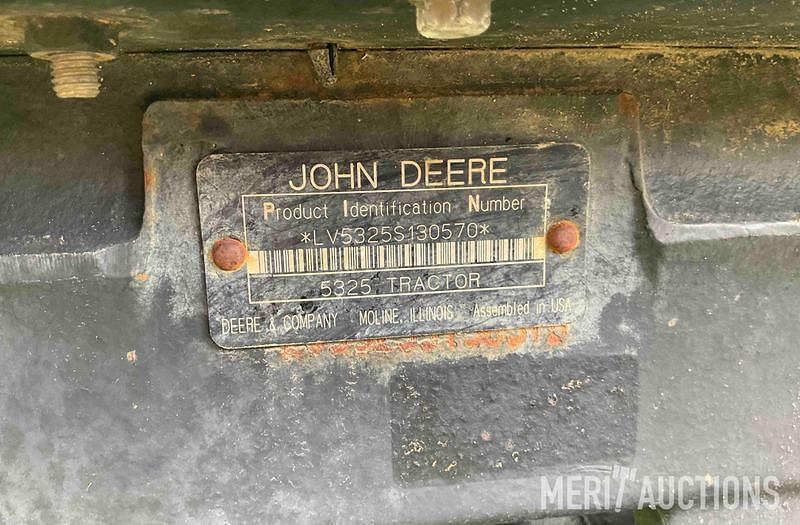 JOHN DEERE
Product Identification Number
*LV5325S130570*
5325 TRACTOR
DEERE & COMPANY MOLINE, ILLINOIS Assembled in USA
MERIT AUCTIONS